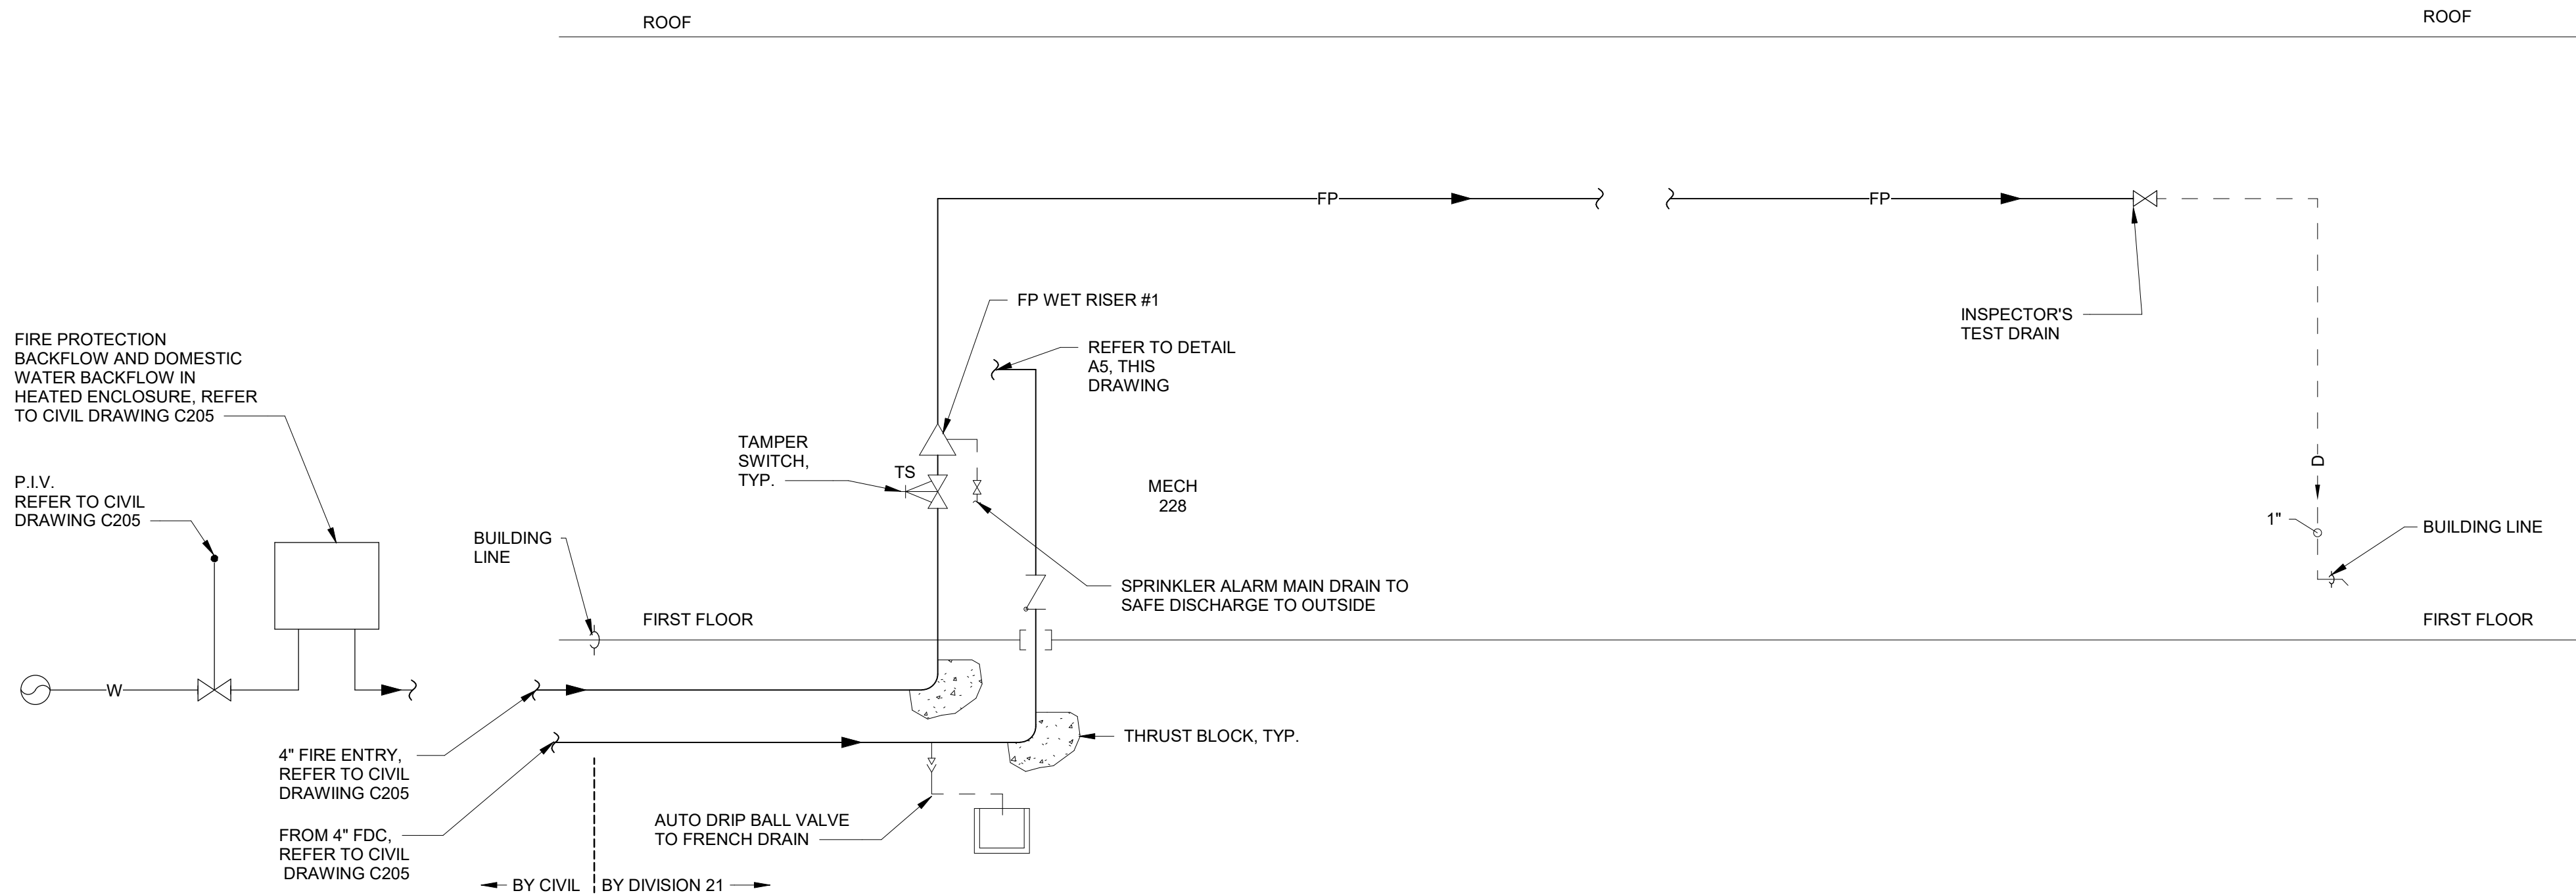 ROOF
ROOF
FP
FP
FP WET RISER #1
INSPECTOR'S
TEST DRAIN
FIRE PROTECTION
BACKFLOW AND DOMESTIC
WATER BACKFLOW IN
HEATED ENCLOSURE, REFER
TO CIVIL DRAWING C205
REFER TO DETAIL
A5, THIS
DRAWING
TAMPER
SWITCH,
TYP.
TS
D
P.I.V.
REFER TO CIVIL
DRAWING C205
MECH
228
1"
BUILDING LINE
BUILDING
LINE
SPRINKLER ALARM MAIN DRAIN TO
SAFE DISCHARGE TO OUTSIDE
FIRST FLOOR
FIRST FLOOR
W
THRUST BLOCK, TYP.
4" FIRE ENTRY,
REFER TO CIVIL
DRAWIING C205
FROM 4" FDC,
REFER TO CIVIL
DRAWING C205
AUTO DRIP BALL VALVE
TO FRENCH DRAIN
BY CIVIL
BY DIVISION 21